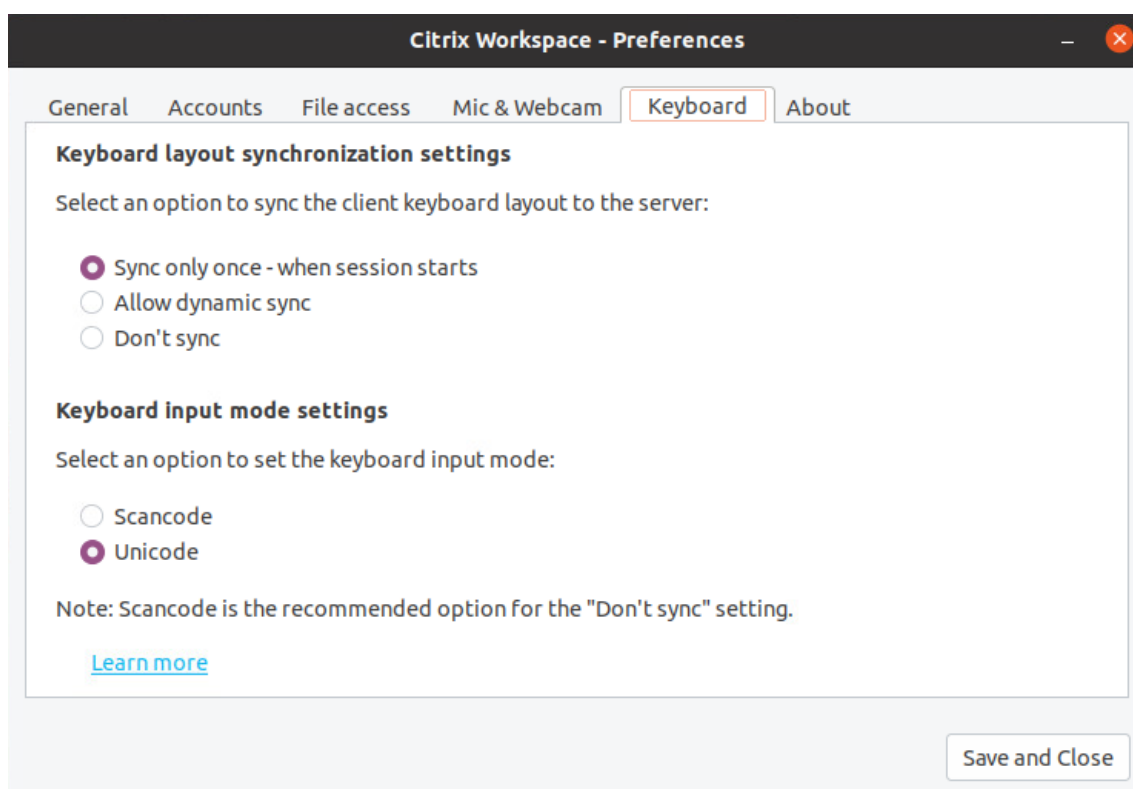 Citrix Workspace - Preferences
General Accounts File access Mic & Webcam Keyboard About
Keyboard layout synchronization settings
Select an option to sync the client keyboard layout to the server:
Sync only once - when session starts
Allow dynamic sync
Don't sync
Keyboard input mode settings
Select an option to set the keyboard input mode:
Scancode
Unicode
Note: Scancode is the recommended option for the "Don't sync" setting.
Learn more
Save and Close